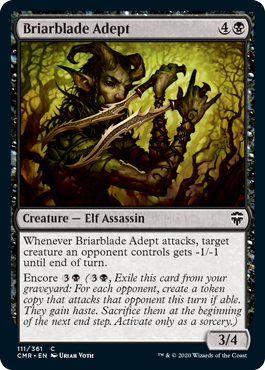 Briarblade Adept 4
Creature — Elf Assassin
Whenever Briarblade Adept attacks, target
creature an opponent controls gets -1/-1
until end of turn.
Encore 3 (3, Exile this card from your
graveyard: For each opponent, create a token
copy that attacks that opponent this turn if able.
They gain haste. Sacrifice them at the beginning
of the next end step. Activate only as a sorcery.)
3/4
111/361 C
CMR • EN Uriah Voth
™ & © 2020 Wizards of the Coast